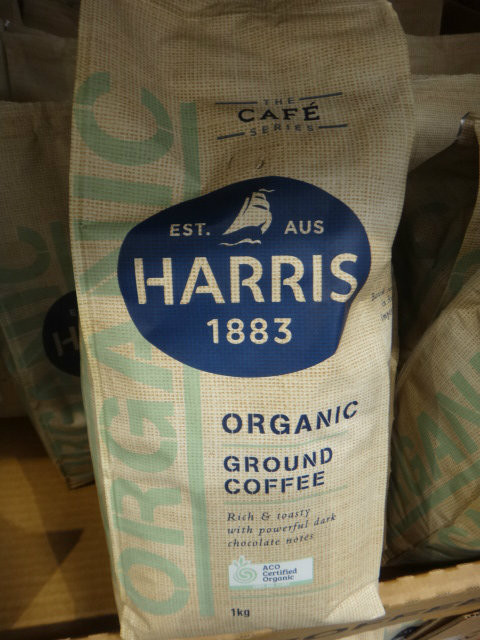 THE
CAFÉ
SERIES
ORGANIC
EST. AUS
HARRIS
1883
ORGANIC
GROUND
COFFEE
Rich & toasty
with powerful dark
chocolate notes
ACO
Certified
Organic
1kg